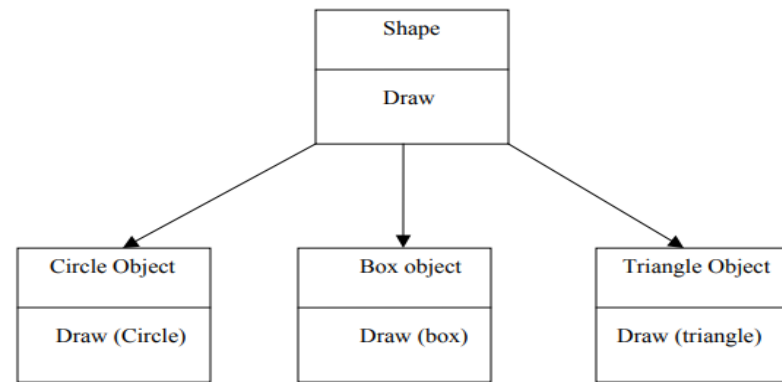 Shape
Draw
Circle Object
Box object
Triangle Object
Draw (Circle)
Draw (box)
Draw (triangle)